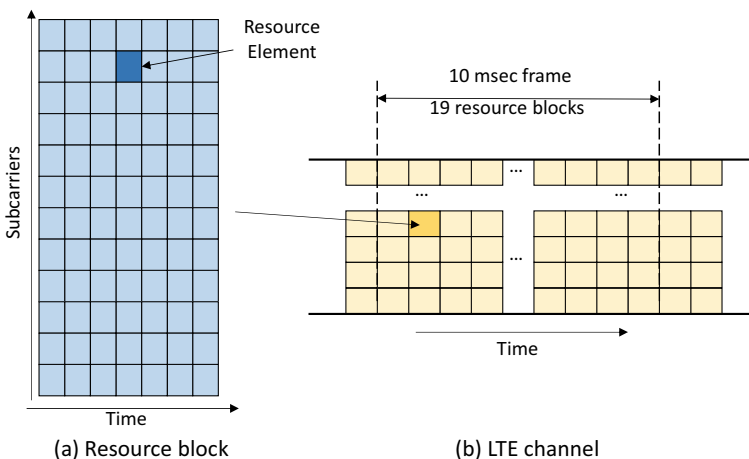 Resource
Element
Subcarriers
Time
(a) Resource block
10 msec frame
19 resource blocks
...
...
...
...
Time
(b) LTE channel